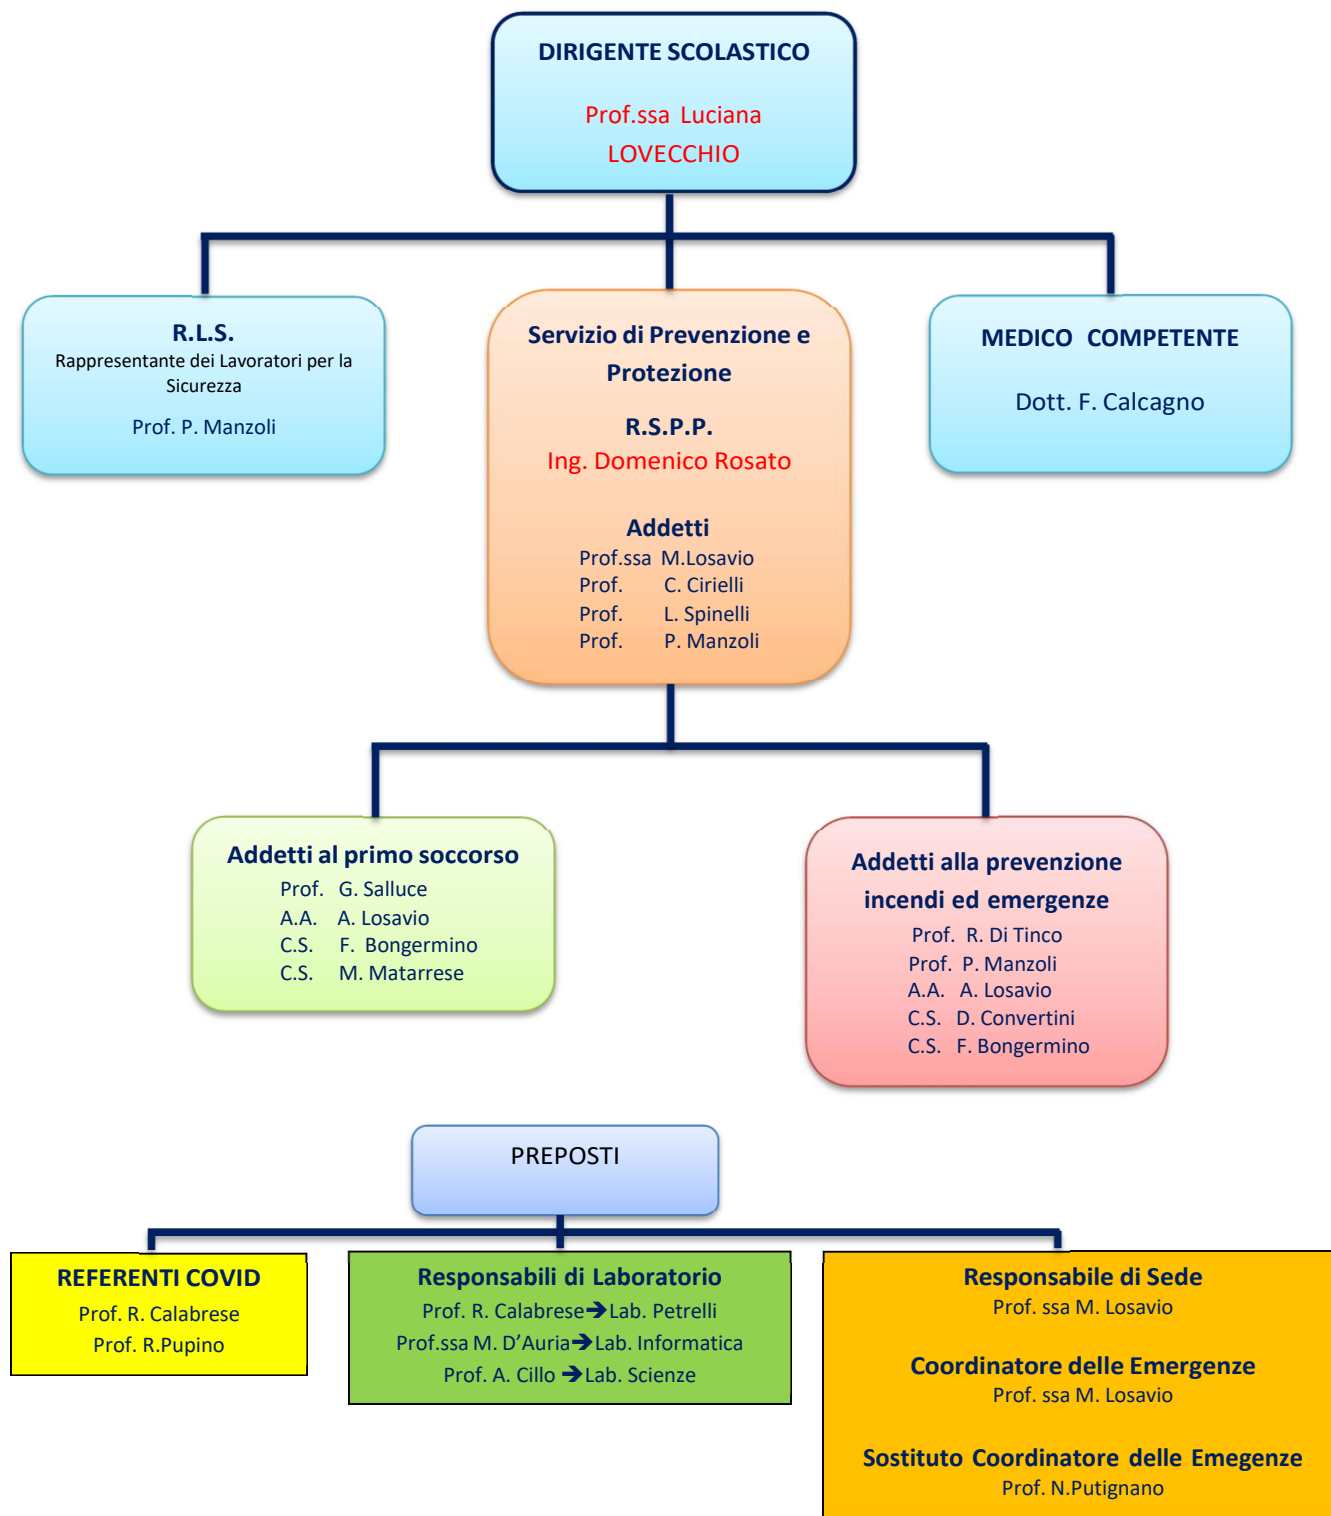 DIRIGENTE SCOLASTICO
Prof.ssa Luciana
LOVECCHIO
R.L.S.
Rappresentante dei Lavoratori per la
Sicurezza
Prof. P. Manzoli
Servizio di Prevenzione e
Protezione
R.S.P.P.
Ing. Domenico Rosato
Addetti
Prof.ssa M.Losavio
Prof. C. Cirielli
Prof. L. Spinelli
Prof. P. Manzoli
MEDICO COMPETENTE
Dott. F. Calcagno
Addetti al primo soccorso
Prof. G. Salluce
A.A. A. Losavio
C.S. F. Bongermino
C.S. M. Matarrese
Addetti alla prevenzione
incendi ed emergenze
Prof. R. Di Tinco
Prof. P. Manzoli
A.A. A. Losavio
C.S. D. Convertini
C.S. F. Bongermino
PREPOSTI
REFERENTI COVID
Prof. R. Calabrese
Prof. R.Pupino
Responsabili di Laboratorio
Prof. R. Calabrese➔Lab. Petrelli
Prof.ssa M. D’Auria➔Lab. Informatica
Prof. A. Cillo ➔Lab. Scienze
Responsabile di Sede
Prof. ssa M. Losavio
Coordinatore delle Emergenze
Prof. ssa M. Losavio
Sostituto Coordinatore delle Emegenze
Prof. N.Putignano